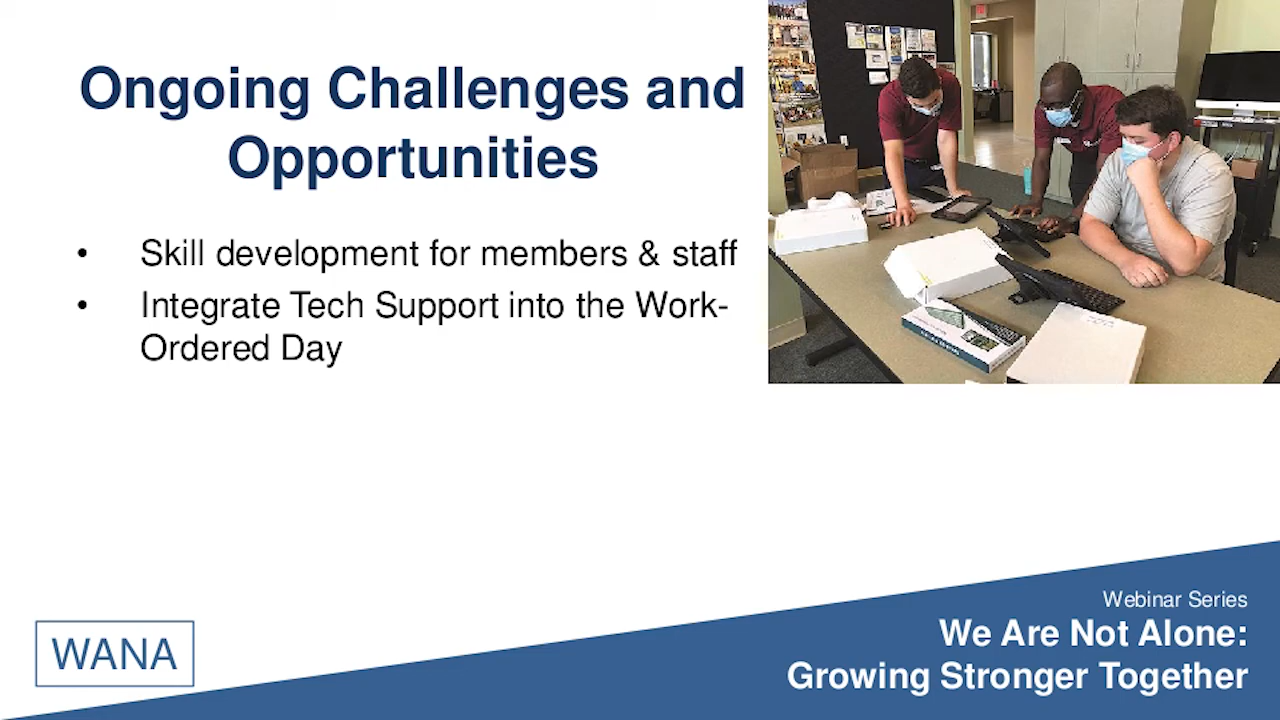 Ongoing Challenges and
Opportunities
• Skill development for members & staff
• Integrate Tech Support into the Work-
Ordered Day
WANA
Webinar Series
We Are Not Alone:
Growing Stronger Together